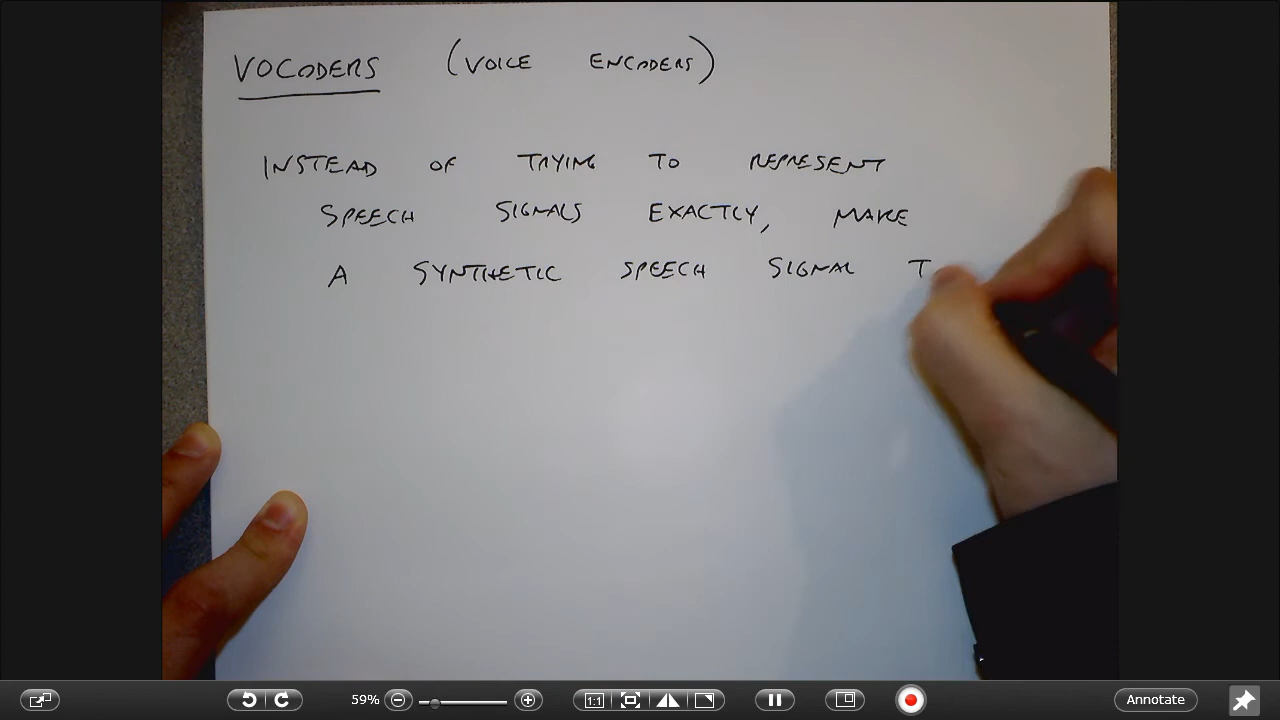 VOCODERS (VOICE ENCODERS)
INSTEAD OF TRYING TO REPRESENT
SPEECH SIGNALS EXACTLY, MAKE
A SYNTHETIC SPEECH SIGNAL T
59% 1:1 Annotate